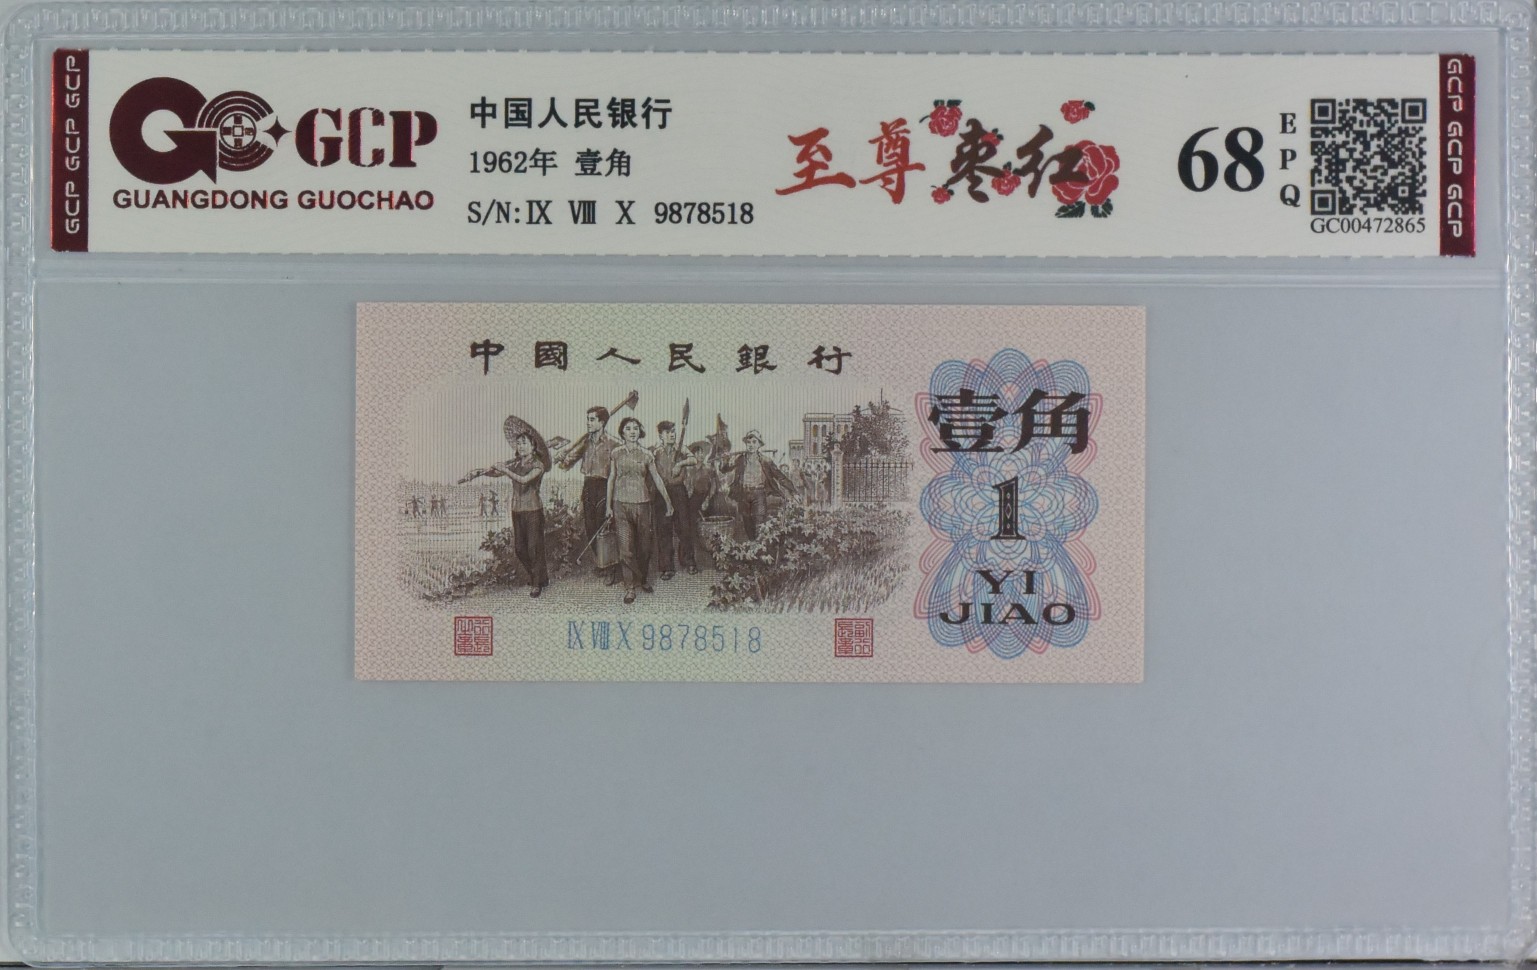 GCP GCP GCP
GCP
GUANGDONG GUOCHAO
中国人民银行
1962年 壹角
S/N:Ⅸ Ⅷ Ⅹ 9878518
至尊枣红
68
EPQ
GC00472865
GCP GCP GCP
中國人民銀行
壹角
1
YI
JIAO
Ⅸ Ⅷ Ⅹ 9878518